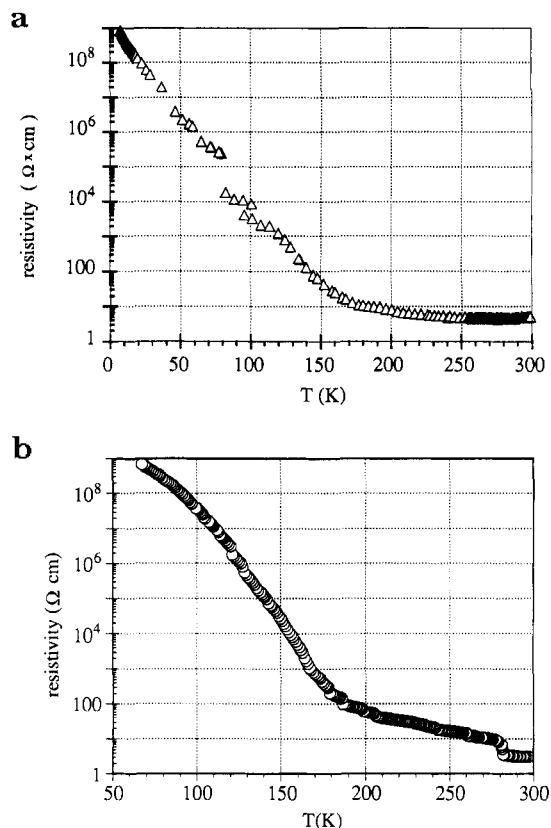 a
resistivity ( Ω x cm )
10^8
10^6
10^4
100
1
0 50 100 150 200 250 300
T (K)
b
resistivity ( Ω cm )
10^8
10^6
10^4
100
1
50 100 150 200 250 300
T(K)